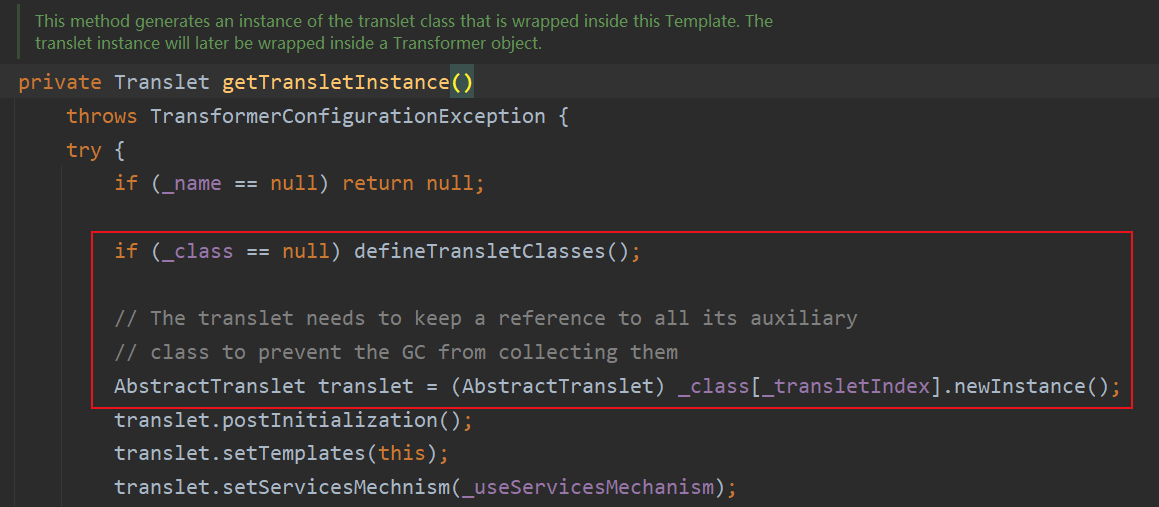 This method generates an instance of the translet class that is wrapped inside this Template. The
translet instance will later be wrapped inside a Transformer object.
private Translet getTransletInstance()
throws TransformerConfigurationException {
try {
if (_name == null) return null;
if (_class == null) defineTransletClasses();
// The translet needs to keep a reference to all its auxiliary
// class to prevent the GC from collecting them
AbstractTranslet translet = (AbstractTranslet) _class[_transletIndex].newInstance();
translet.postInitialization();
translet.setTemplates(this);
translet.setServicesMechnism(_useServicesMechanism);